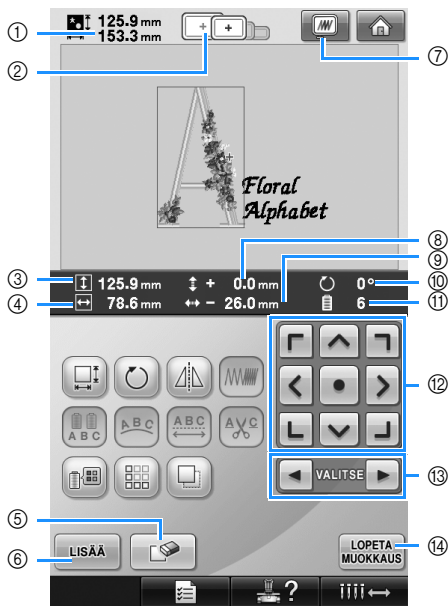 ① 125.9 mm
153.3 mm
②
⑦
Floral
Alphabet
③ 125.9 mm + 0.0 mm 0° ⑧ ⑩
④ 78.6 mm − 26.0 mm 6 ⑨ ⑪
⑫
A B C A B C A B C A C
VALITSE ⑬
⑤
⑥ LISÄÄ
LOPETA ⑭
MUOKKAUS
?